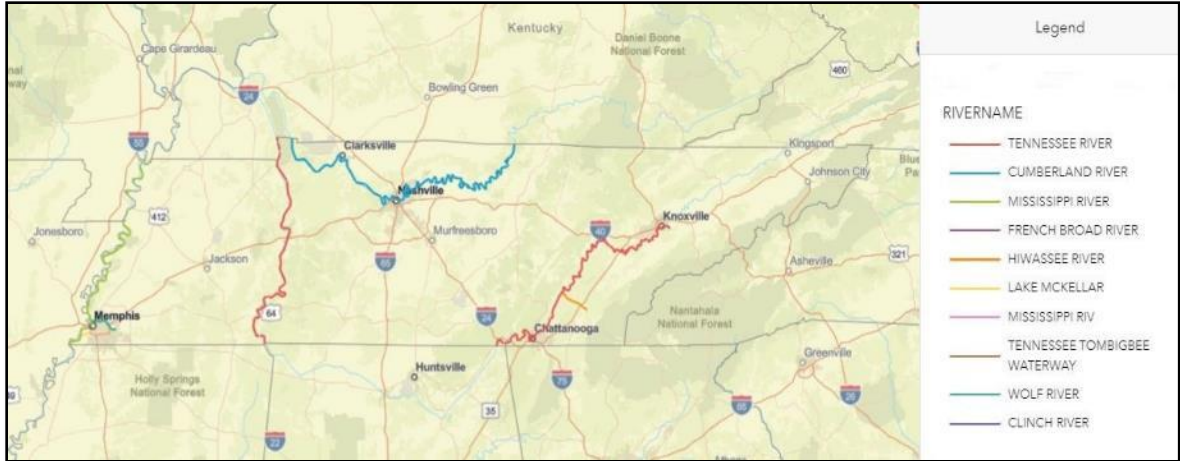 Kentucky
Daniel Boone
National Forest
Cape Girardeau
460
24
Bowling Green
55
Clarksville
Kingsport
Johnson City
Nashville
412
Knoxville
40
Jonesboro
Murfreesboro
321
Jackson
65
Asheville
64
24
Nantahala
National Forest
Memphis
Chattanooga
Greenville
Huntsville
Holly Springs
National Forest
75
26
85
35
22
Legend
RIVERNAME
TENNESSEE RIVER
CUMBERLAND RIVER
MISSISSIPPI RIVER
FRENCH BROAD RIVER
HIWASSEE RIVER
LAKE MCKELLAR
MISSISSIPPI RIV
TENNESSEE TOMBIGBEE
WATERWAY
WOLF RIVER
CLINCH RIVER